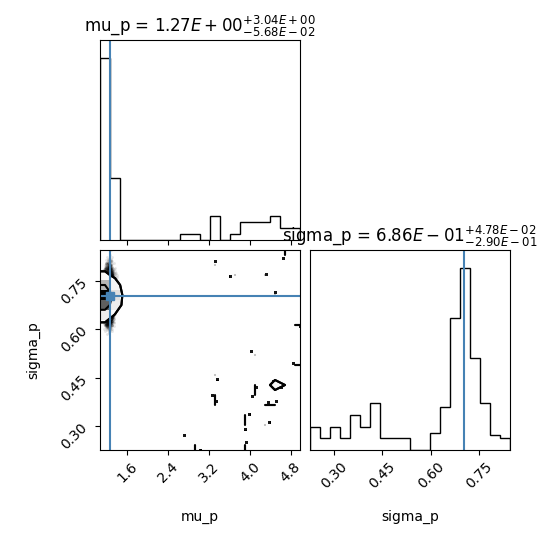 mu_p = 1.27E + 00+3.04E+00−5.68E−02
sigma_p = 6.86E − 01+4.78E−02−2.90E−01
sigma_p
0.75
0.60
0.45
0.30
1.6 2.4 3.2 4.0 4.8
0.30 0.45 0.60 0.75
mu_p
sigma_p